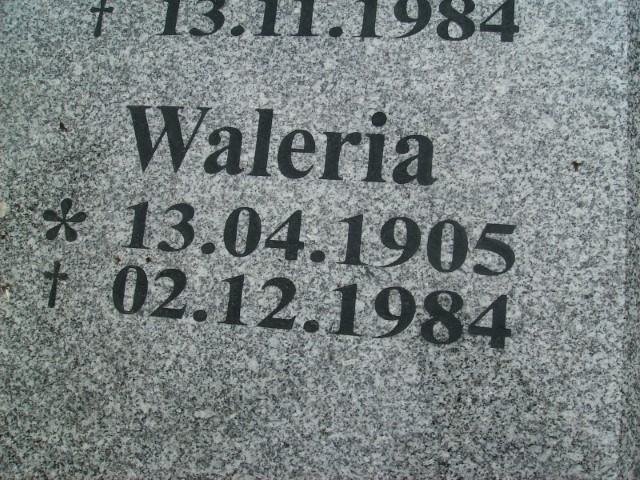 † 13.11.1984
Waleria
* 13.04.1905
† 02.12.1984